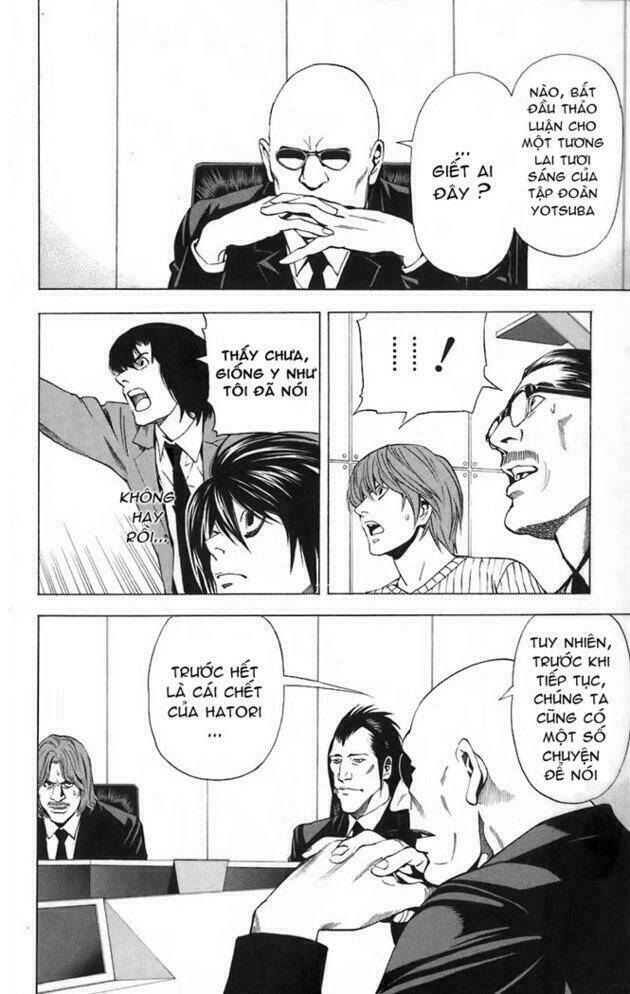 NÀO, BẮT
ĐẦU THẢO
LUẬN CHO
MỘT TƯƠNG
LAI TƯƠI
SÁNG CỦA
TẬP ĐOÀN
YOTSUBA
...
GIẾT AI
ĐÂY ?
!
......
THẤY CHƯA,
GIỐNG Y NHƯ
TÔI ĐÃ NÓI
KHÔNG
HAY
RỒI...
TUY NHIÊN,
TRƯỚC KHI
TIẾP TỤC,
CHÚNG TA
CŨNG CÓ
MỘT SỐ
CHUYỆN
ĐỂ NÓI
TRƯỚC HẾT
LÀ CÁI CHẾT
CỦA HATORI
...